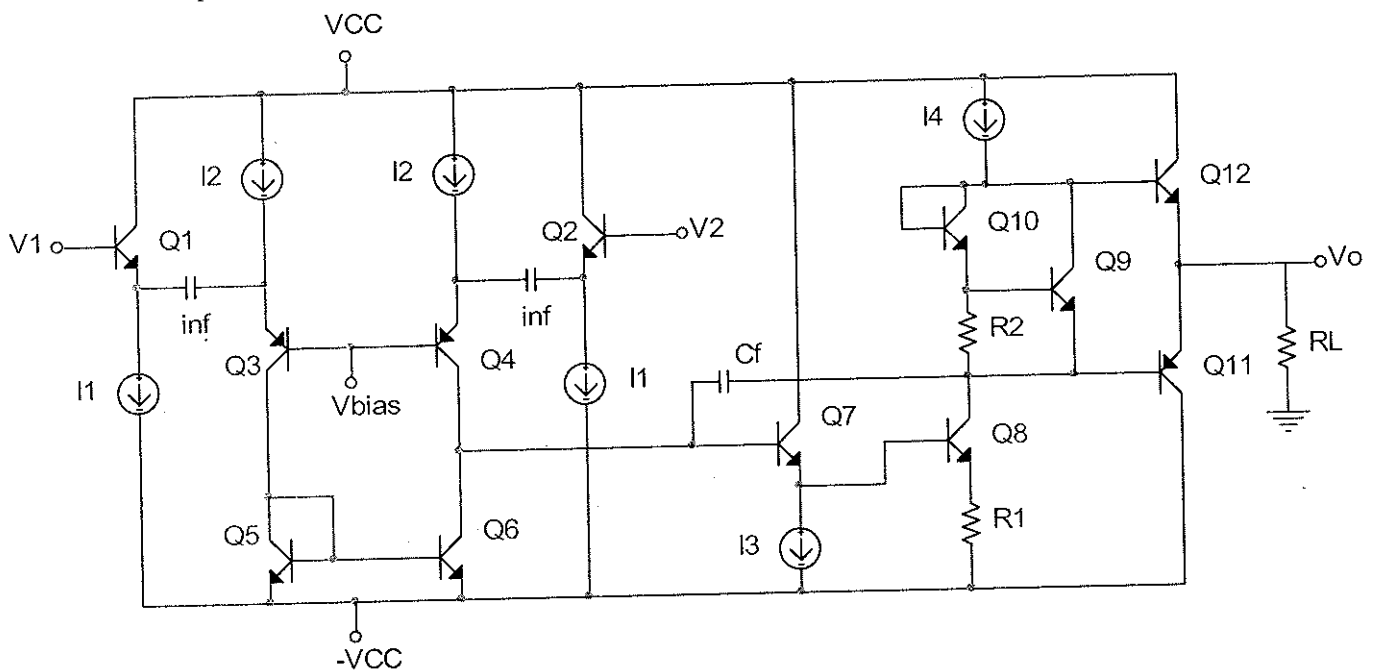 VCC
I4
I2
I2
Q12
V1
Q1
Q2
V2
Q10
Vo
Q9
inf
inf
R2
RL
Q3
Q4
Cf
Q11
I1
Vbias
I1
Q7
Q8
Q5
Q6
I3
R1
-VCC